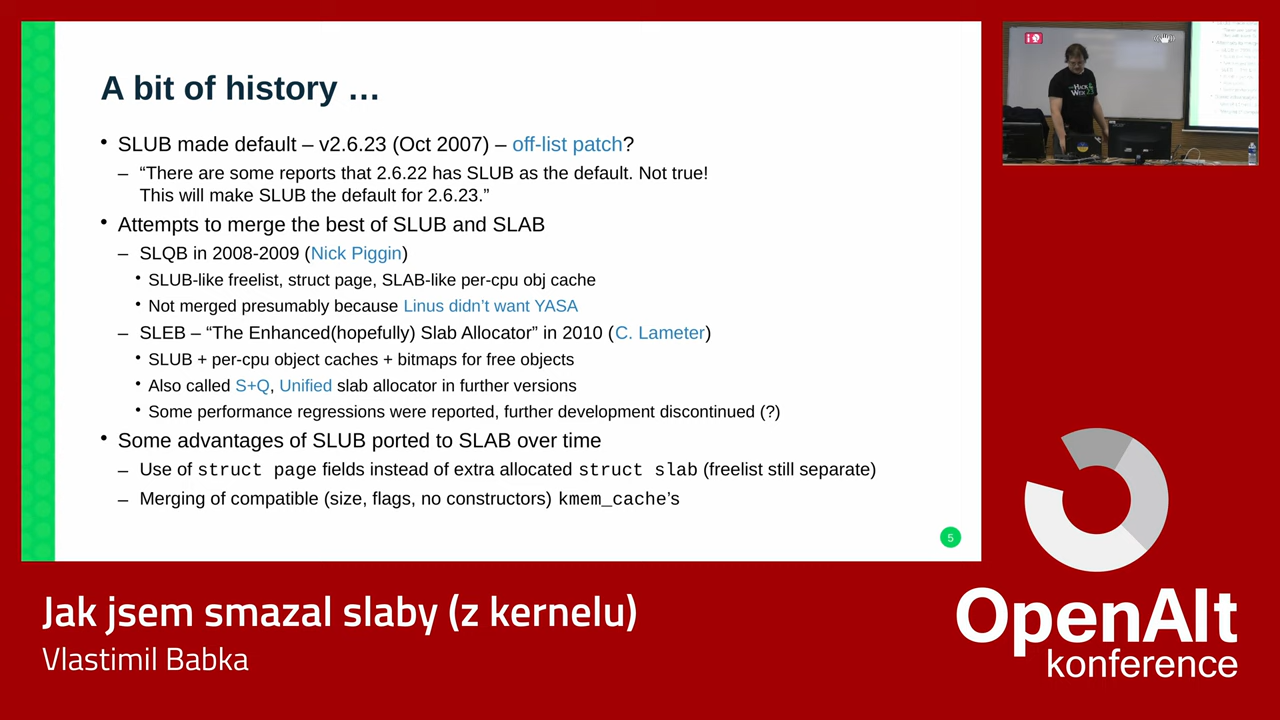 A bit of history …
• SLUB made default – v2.6.23 (Oct 2007) – off-list patch?
– “There are some reports that 2.6.22 has SLUB as the default. Not true!
This will make SLUB the default for 2.6.23.”
• Attempts to merge the best of SLUB and SLAB
– SLQB in 2008-2009 (Nick Piggin)
• SLUB-like freelist, struct page, SLAB-like per-cpu obj cache
• Not merged presumably because Linus didn’t want YASA
– SLEB – “The Enhanced(hopefully) Slab Allocator” in 2010 (C. Lameter)
• SLUB + per-cpu object caches + bitmaps for free objects
• Also called S+Q, Unified slab allocator in further versions
• Some performance regressions were reported, further development discontinued (?)
• Some advantages of SLUB ported to SLAB over time
– Use of struct page fields instead of extra allocated struct slab (freelist still separate)
– Merging of compatible (size, flags, no constructors) kmem_cache’s
5
Jak jsem smazal slaby (z kernelu)
Vlastimil Babka
OpenAlt
konference